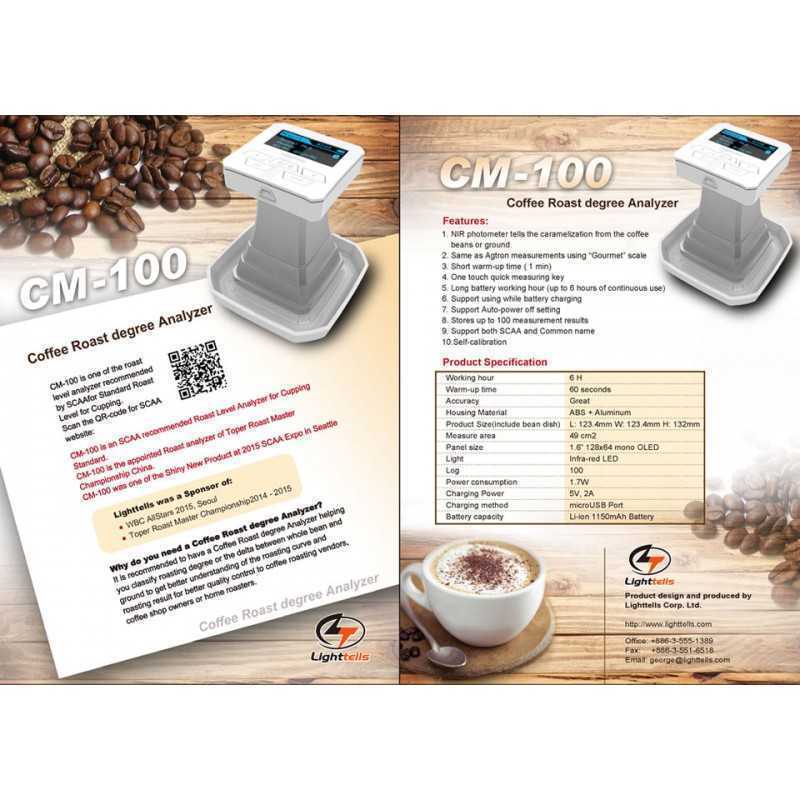 CM-100
Coffee Roast degree Analyzer
CM-100 is one of the roast
level analyzer recommended
by SCAAfor Standard Roast
Level for Cupping.
Scan the QR-code for SCAA
website:
CM-100 is an SCAA recommended Roast Level Analyzer for Cupping
Standard.
CM-100 is the appointed Roast analyzer of Toper Roast Master
Championship China.
CM-100 was one of the Shiny New Product at 2015 SCAA Expo in Seattle
Lighttells was a Sponsor of:
• WBC AllStars 2015, Seoul
• Toper Roast Master Championship2014 - 2015
Why do you need a Coffee Roast degree Analyzer?
It is recommended to have a Coffee Roast degree Analyzer helping
you classify roasting degree or the delta between whole bean and
ground to get better understanding of the roasting curve and
roasting result for better quality control to coffee roasting vendors,
coffee shop owners or home roasters.
Coffee Roast degree Analyzer
Lighttells
CM-100
Coffee Roast degree Analyzer
Features:
1. NIR photometer tells the caramelization from the coffee
beans or ground
2. Same as Agtron measurements using "Gourmet" scale
3. Short warm-up time ( 1 min)
4. One touch quick measuring key
5. Long battery working hour (up to 6 hours of continuous use)
6. Support using while battery charging
7. Support Auto-power off setting
8. Stores up to 100 measurement results
9. Support both SCAA and Common name
10.Self-calibration
Product Specification
Working hour 6 H
Warm-up time 60 seconds
Accuracy Great
Housing Material ABS + Aluminum
Product Size(include bean dish) L: 123.4mm W: 123.4mm H: 132mm
Measure area 49 cm2
Panel size 1.6" 128x64 mono OLED
Light Infra-red LED
Log 100
Power consumption 1.7W
Charging Power 5V, 2A
Charging method microUSB Port
Battery capacity Li-ion 1150mAh Battery
Lighttells
Product design and produced by
Lighttells Corp. Ltd.
http://www.lighttells.com
Office: +886-3-555-1389
Fax: +886-3-551-6518
Email: george@lighttells.com